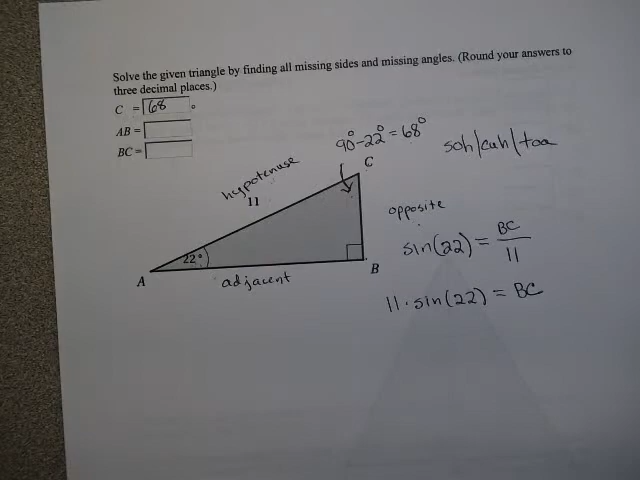 Solve the given triangle by finding all missing sides and missing angles. (Round your answers to
three decimal places.)
C = 68 °
AB =
BC =
90° - 22° = 68°
soh/cah/toa
hypotenuse
11
C
opposite
sin(22) = BC/11
22°
A
adjacent
B
11 · sin(22) = BC